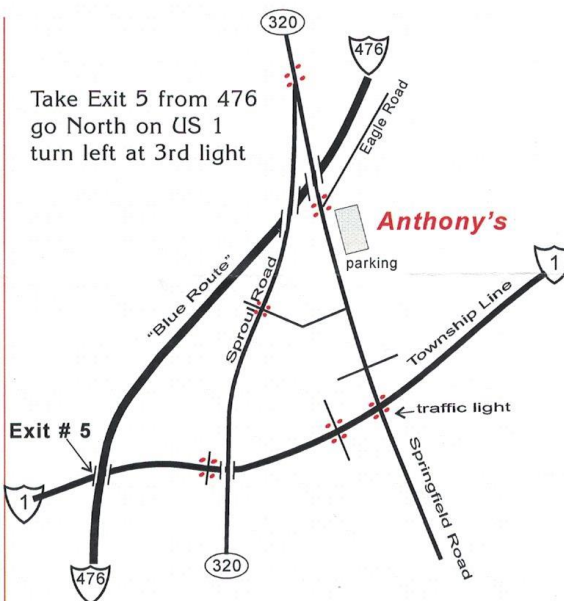 320
476
Take Exit 5 from 476
go North on US 1
turn left at 3rd light
Eagle Road
Anthony's
parking
1
"Blue Route"
Sproul Road
Township Line
traffic light
Exit # 5
Springfield Road
1
320
476